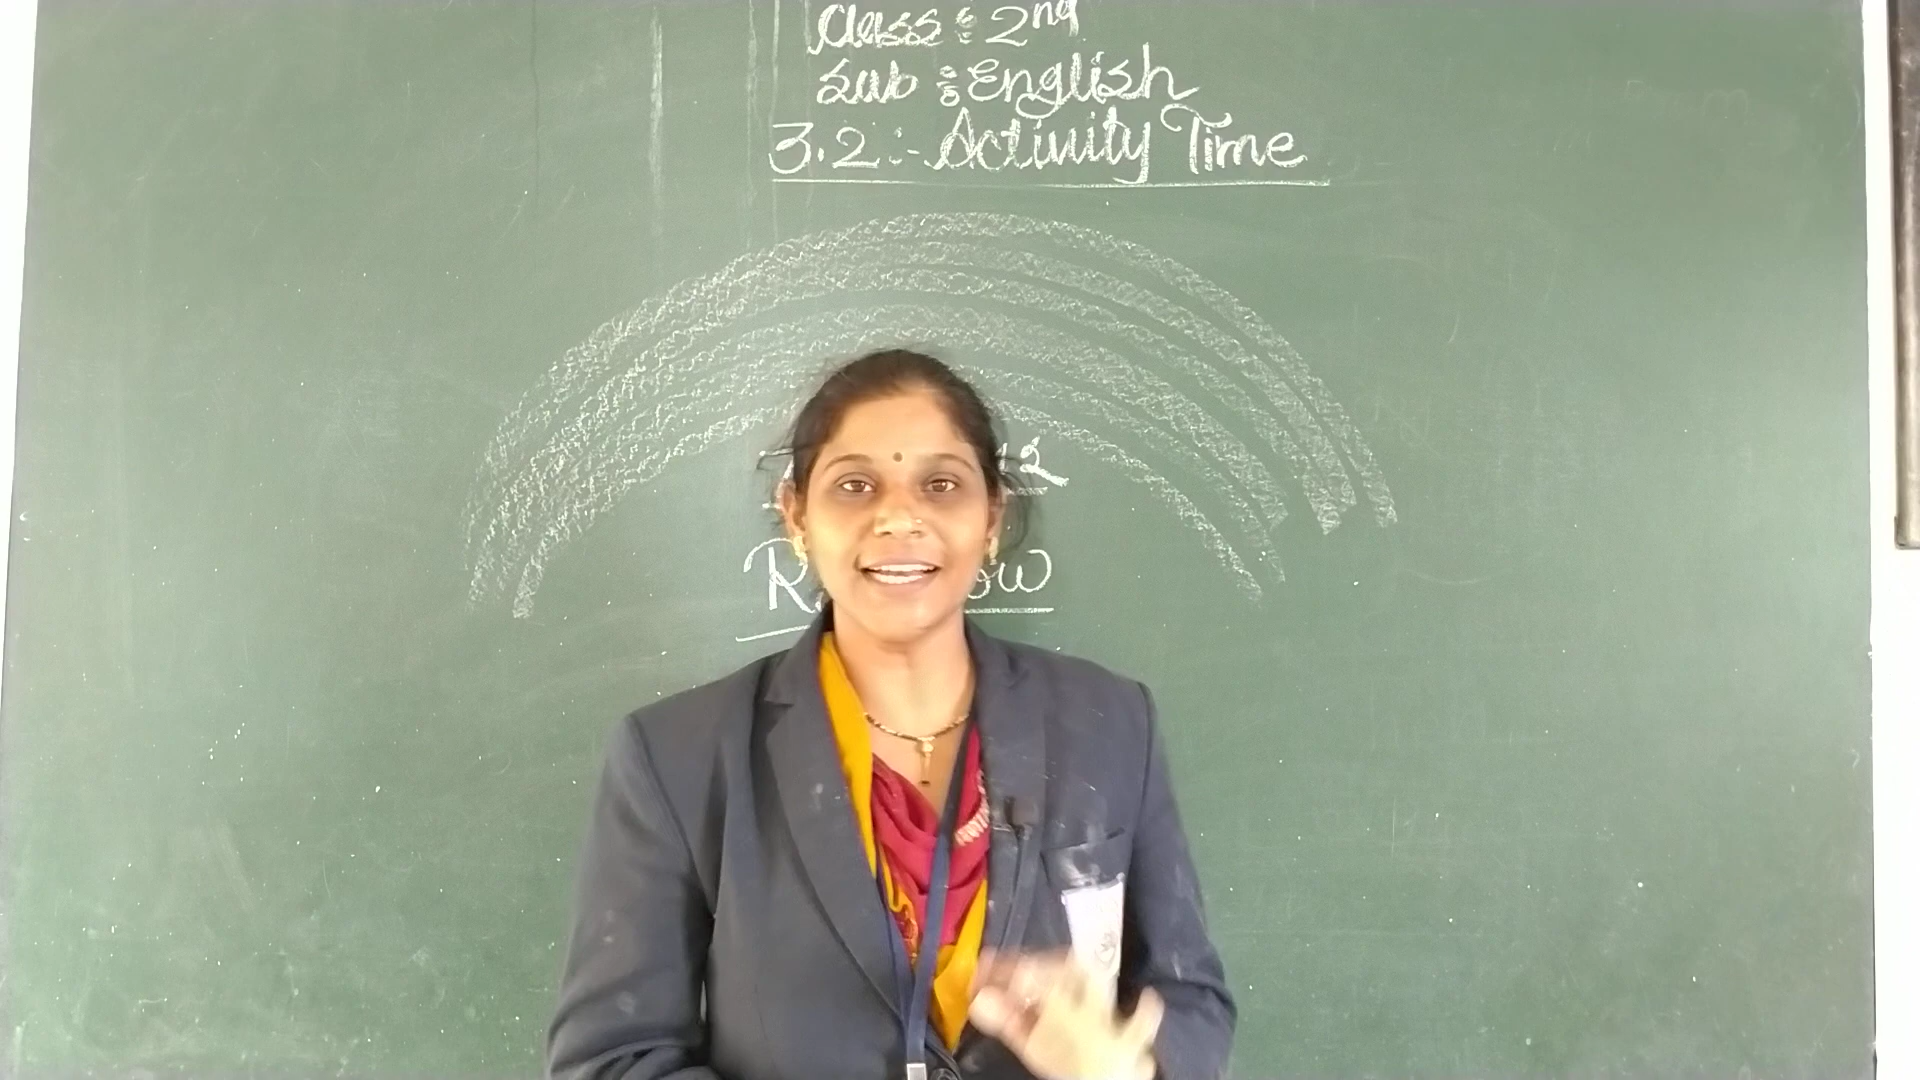 Class : 2nd
Sub : English
3.2 :- Activity Time